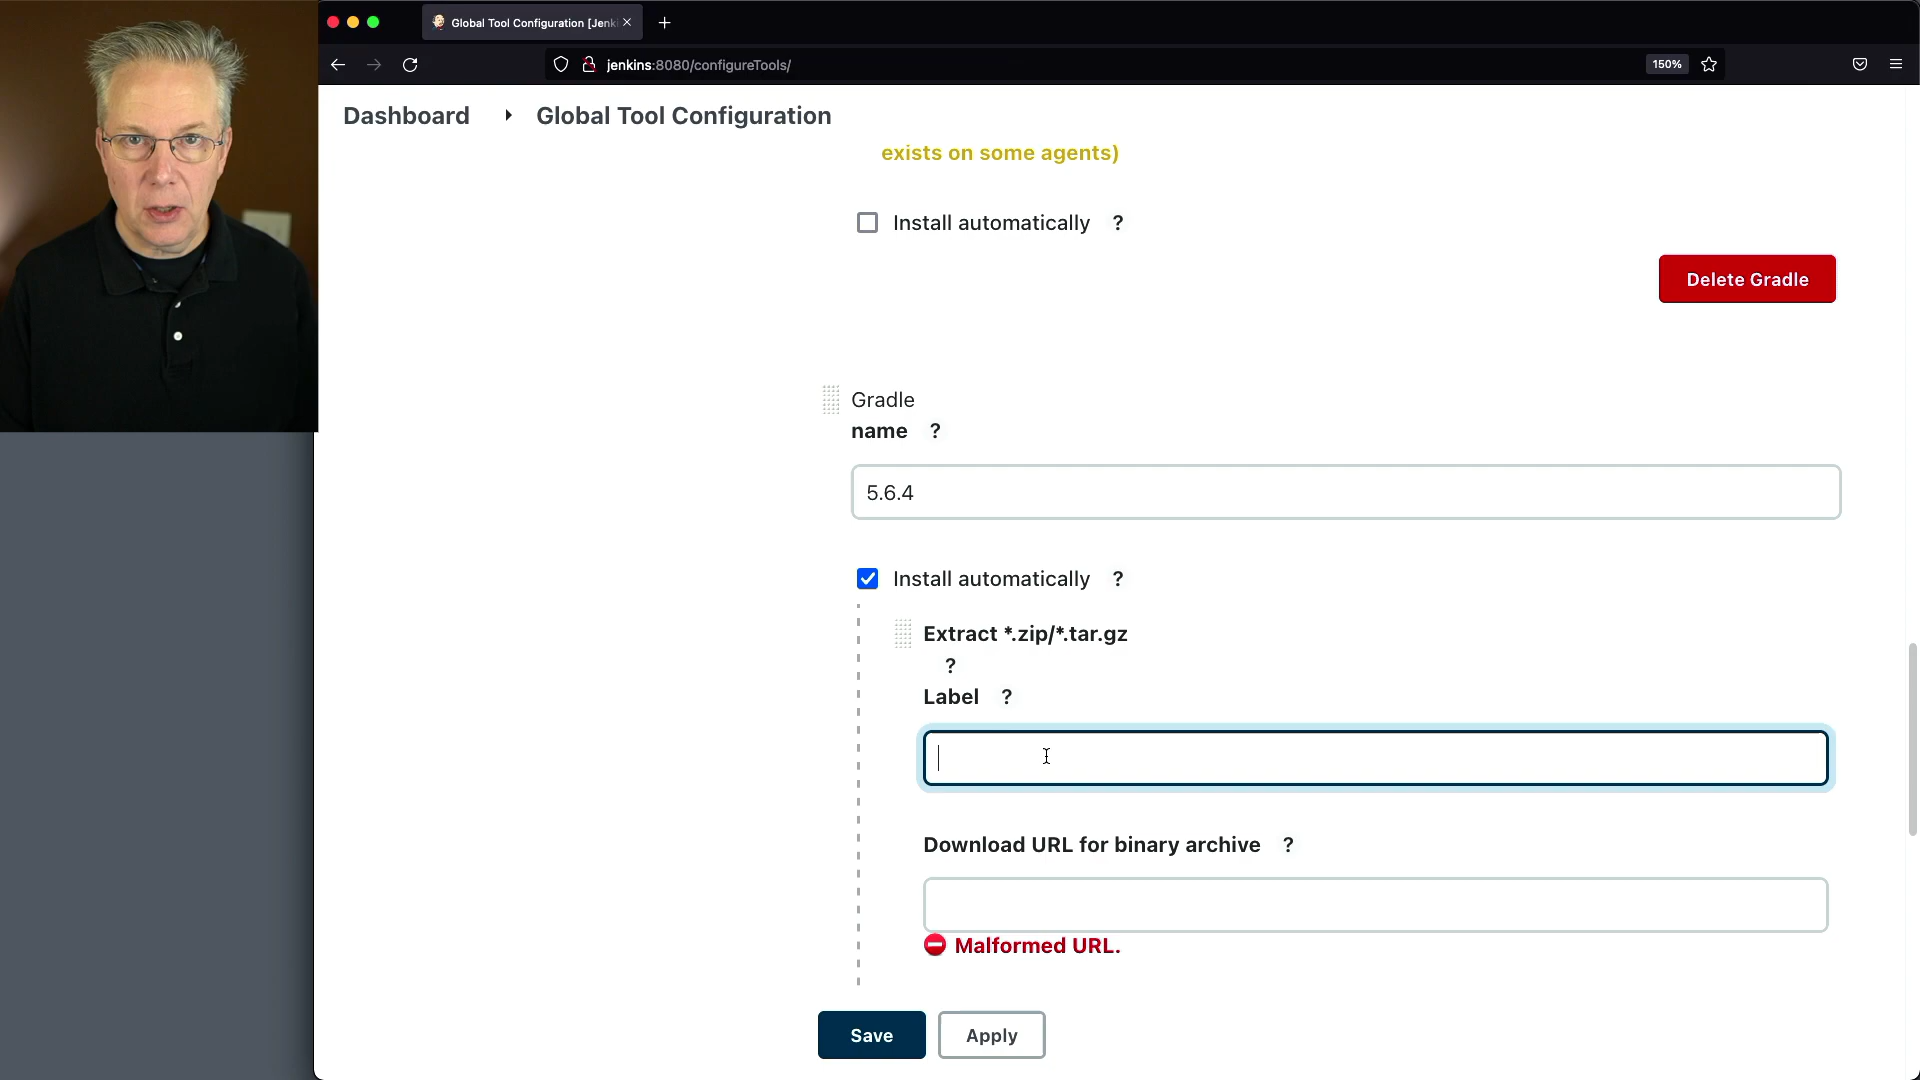 Global Tool Configuration [Jenki
jenkins:8080/configureTools/
150%
Dashboard
Global Tool Configuration
exists on some agents)
Install automatically ?
Delete Gradle
Gradle
name ?
5.6.4
Install automatically ?
Extract *.zip/*.tar.gz
?
Label ?
Download URL for binary archive ?
Malformed URL.
Save
Apply